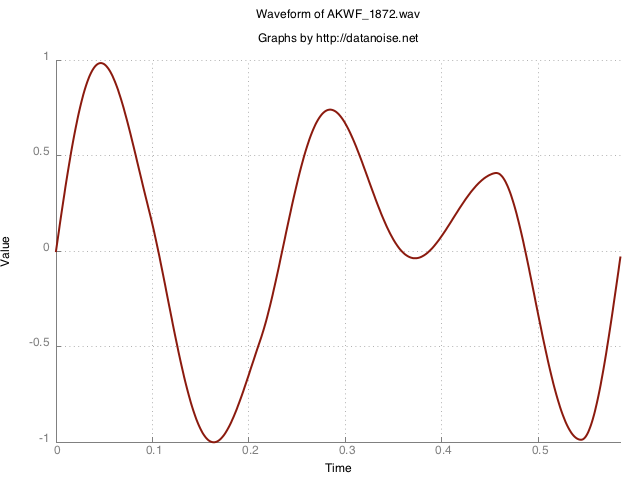 Waveform of AKWF_1872.wav
Graphs by http://datanoise.net
1
0.5
0
-0.5
-1
Value
0 0.1 0.2 0.3 0.4 0.5
Time